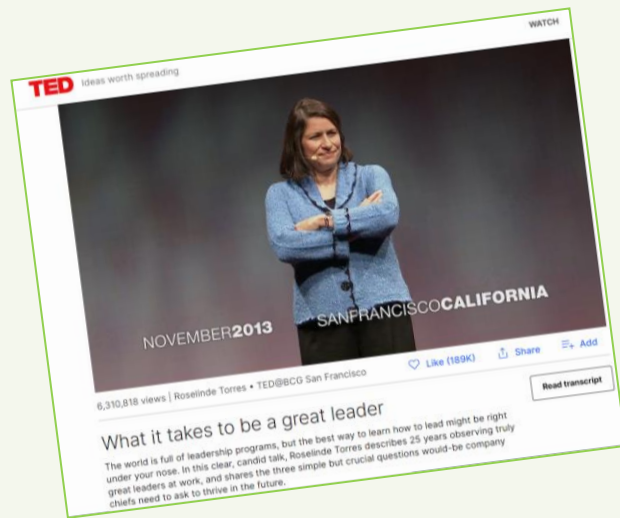 WATCH
TED Ideas worth spreading
NOVEMBER2013 SANFRANCISCOCALIFORNIA
6,310,818 views | Roselinde Torres • TED@BCG San Francisco
Like (189K) Share Add
What it takes to be a great leader
Read transcript
The world is full of leadership programs, but the best way to learn how to lead might be right
under your nose. In this clear, candid talk, Roselinde Torres describes 25 years observing truly
great leaders at work, and shares the three simple but crucial questions would-be company
chiefs need to ask to thrive in the future.